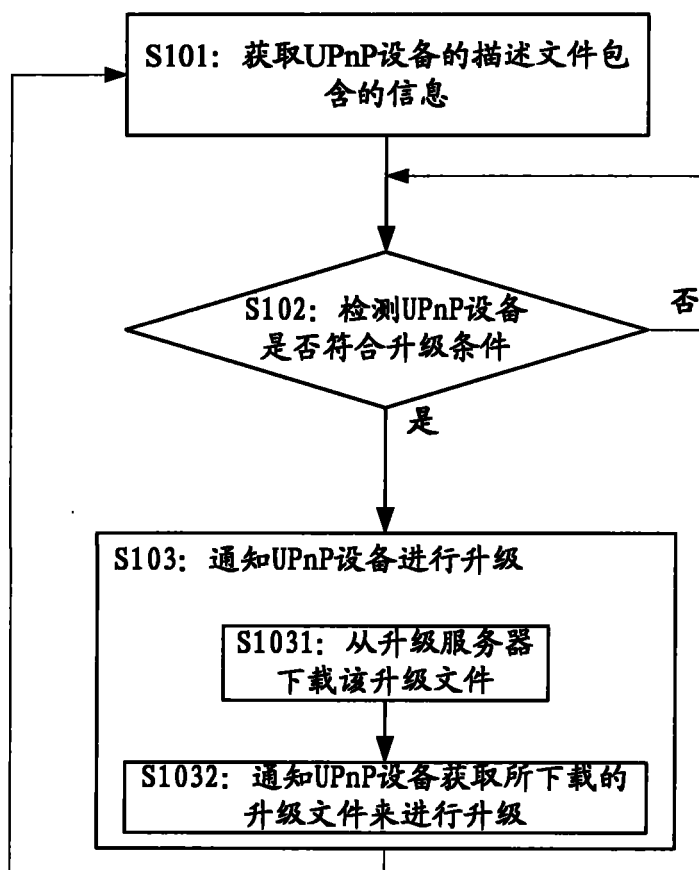 S101：获取UPnP设备的描述文件包
含的信息
S102：检测UPnP设备
是否符合升级条件
否
是
S103：通知UPnP设备进行升级
S1031：从升级服务器
下载该升级文件
S1032：通知UPnP设备获取所下载的
升级文件来进行升级